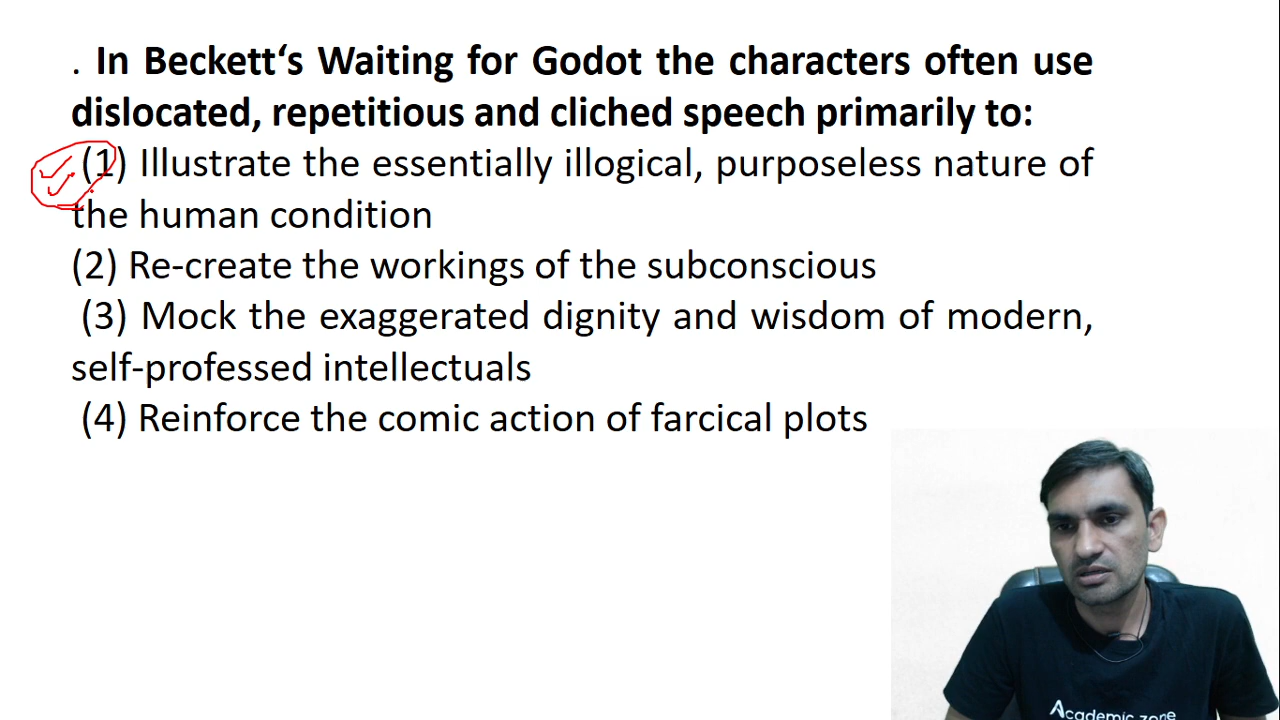 . In Beckett‘s Waiting for Godot the characters often use
dislocated, repetitious and cliched speech primarily to:
(1) Illustrate the essentially illogical, purposeless nature of
the human condition
(2) Re-create the workings of the subconscious
(3) Mock the exaggerated dignity and wisdom of modern,
self-professed intellectuals
(4) Reinforce the comic action of farcical plots
Academic zone